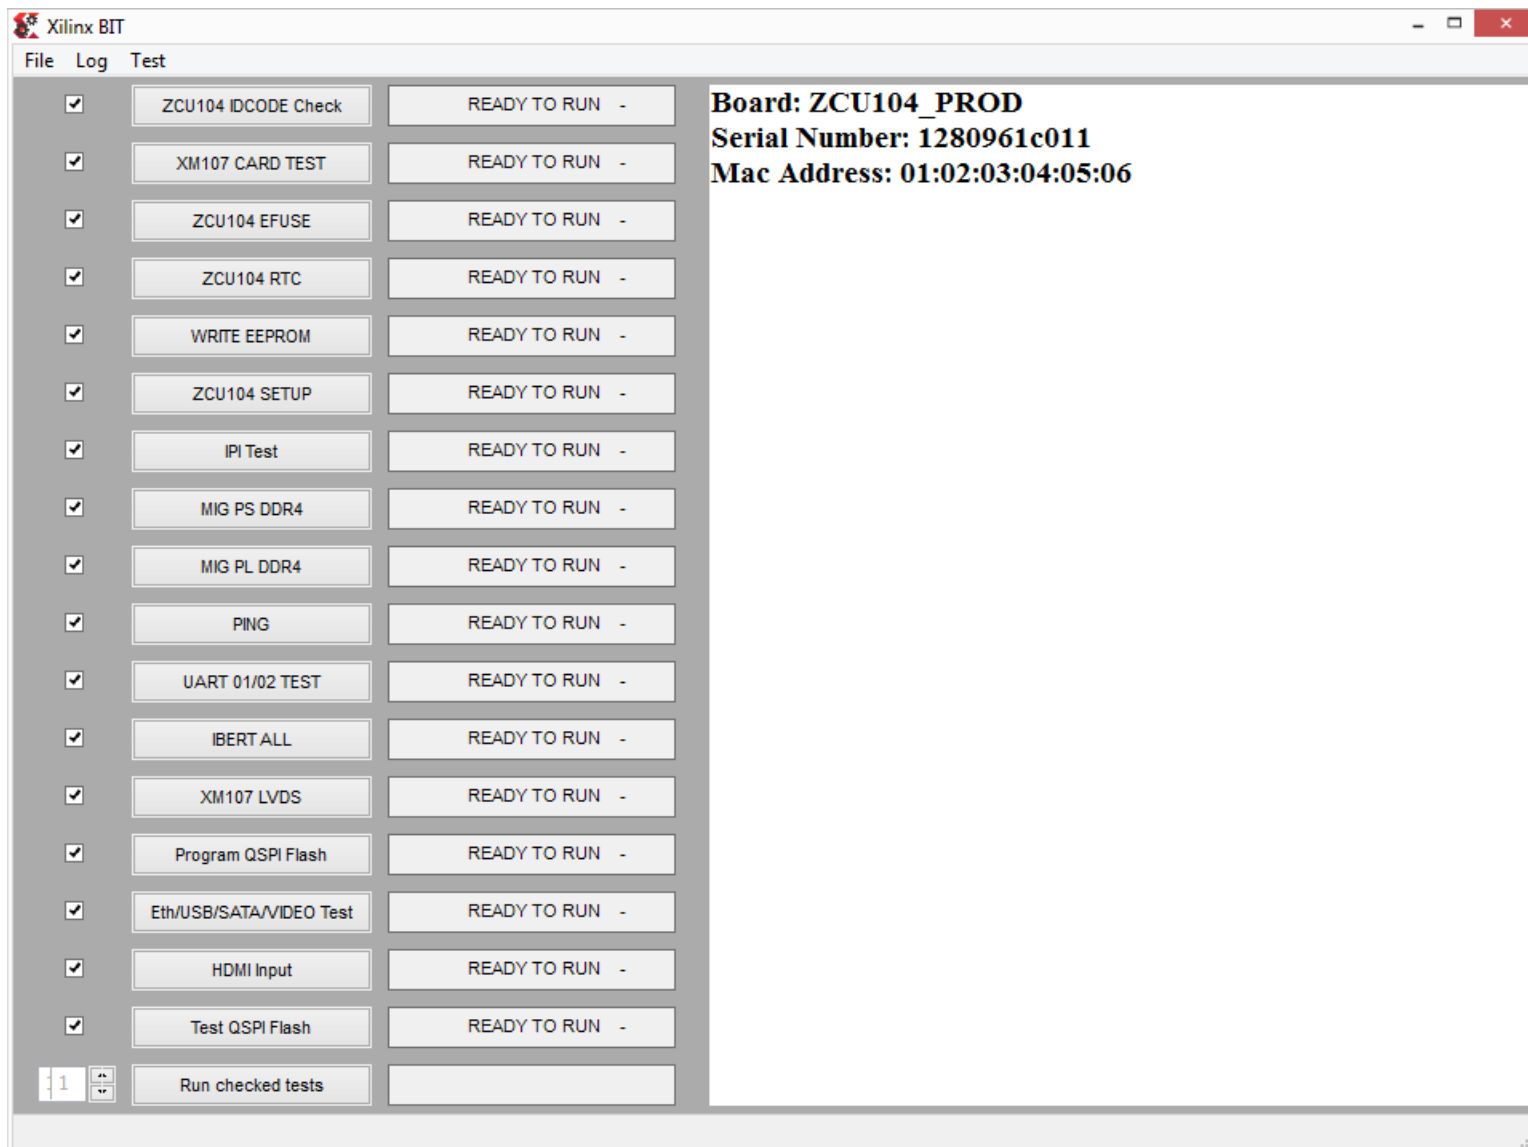 Xilinx BIT
File Log Test
ZCU104 IDCODE Check READY TO RUN -
XM107 CARD TEST READY TO RUN -
ZCU104 EFUSE READY TO RUN -
ZCU104 RTC READY TO RUN -
WRITE EEPROM READY TO RUN -
ZCU104 SETUP READY TO RUN -
IPI Test READY TO RUN -
MIG PS DDR4 READY TO RUN -
MIG PL DDR4 READY TO RUN -
PING READY TO RUN -
UART 01/02 TEST READY TO RUN -
IBERT ALL READY TO RUN -
XM107 LVDS READY TO RUN -
Program QSPI Flash READY TO RUN -
Eth/USB/SATA/VIDEO Test READY TO RUN -
HDMI Input READY TO RUN -
Test QSPI Flash READY TO RUN -
1 Run checked tests
Board: ZCU104_PROD
Serial Number: 1280961c011
Mac Address: 01:02:03:04:05:06